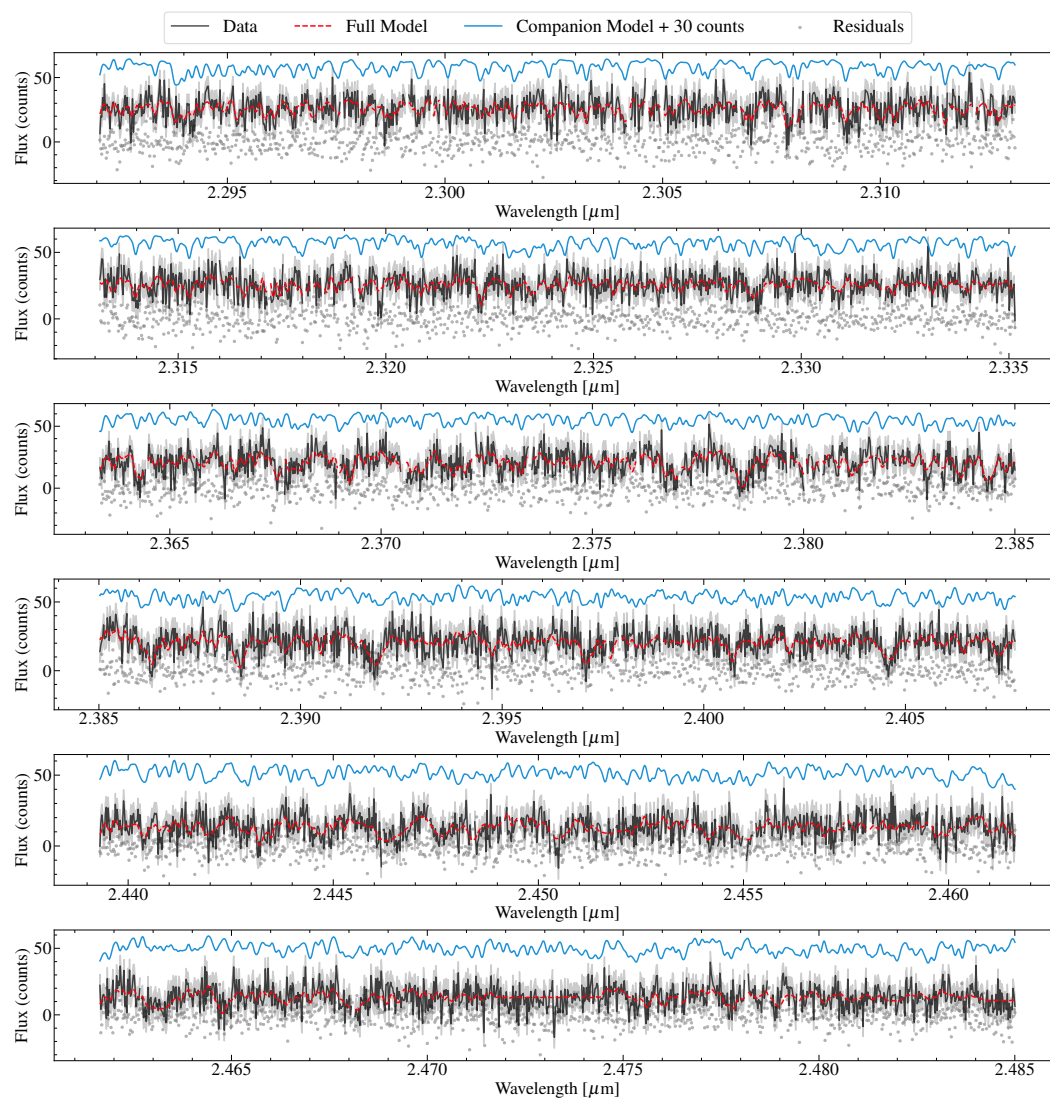 Data Full Model Companion Model + 30 counts Residuals
Flux (counts)
50
0
2.295 2.300 2.305 2.310
Wavelength [μm]
Flux (counts)
50
0
2.315 2.320 2.325 2.330 2.335
Wavelength [μm]
Flux (counts)
50
0
2.365 2.370 2.375 2.380 2.385
Wavelength [μm]
Flux (counts)
50
0
2.385 2.390 2.395 2.400 2.405
Wavelength [μm]
Flux (counts)
50
0
2.440 2.445 2.450 2.455 2.460
Wavelength [μm]
Flux (counts)
50
0
2.465 2.470 2.475 2.480 2.485
Wavelength [μm]